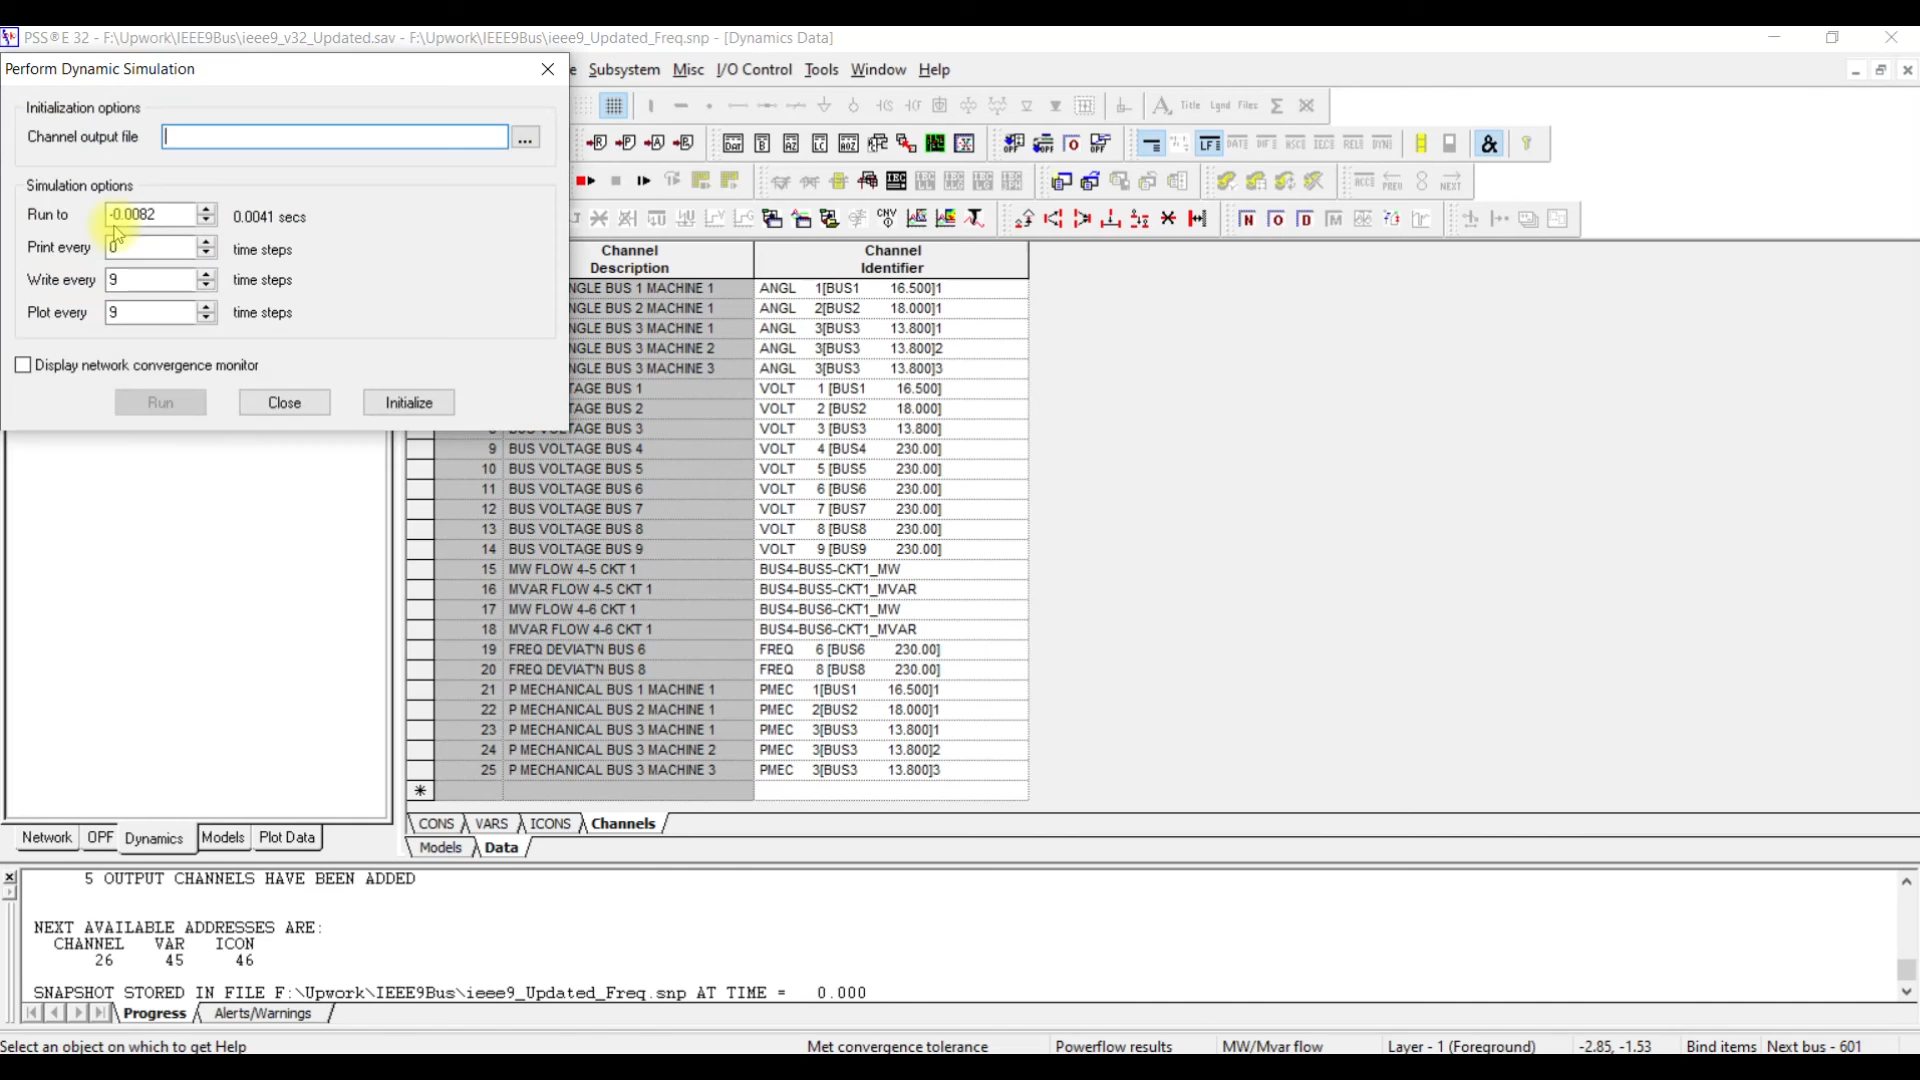 PSS®E 32 - F:\Upwork\IEEE9Bus\ieee9_v32_Updated.sav - F:\Upwork\IEEE9Bus\ieee9_Updated_Freq.snp - [Dynamics Data]
Perform Dynamic Simulation
Subsystem Misc I/O Control Tools Window Help
Initialization options
Channel output file
...
Simulation options
Run to -0.0082 0.0041 secs
Print every 0 time steps
Write every 9 time steps
Plot every 9 time steps
Display network convergence monitor
Run Close Initialize
Title Lgnd Files
Channel Description Channel Identifier
NGLE BUS 1 MACHINE 1 ANGL 1[BUS1 16.500]1
NGLE BUS 2 MACHINE 1 ANGL 2[BUS2 18.000]1
NGLE BUS 3 MACHINE 1 ANGL 3[BUS3 13.800]1
NGLE BUS 3 MACHINE 2 ANGL 3[BUS3 13.800]2
NGLE BUS 3 MACHINE 3 ANGL 3[BUS3 13.800]3
TAGE BUS 1 VOLT 1 [BUS1 16.500]
TAGE BUS 2 VOLT 2 [BUS2 18.000]
BUS VOLTAGE BUS 3 VOLT 3 [BUS3 13.800]
9 BUS VOLTAGE BUS 4 VOLT 4 [BUS4 230.00]
10 BUS VOLTAGE BUS 5 VOLT 5 [BUS5 230.00]
11 BUS VOLTAGE BUS 6 VOLT 6 [BUS6 230.00]
12 BUS VOLTAGE BUS 7 VOLT 7 [BUS7 230.00]
13 BUS VOLTAGE BUS 8 VOLT 8 [BUS8 230.00]
14 BUS VOLTAGE BUS 9 VOLT 9 [BUS9 230.00]
15 MW FLOW 4-5 CKT 1 BUS4-BUS5-CKT1_MW
16 MVAR FLOW 4-5 CKT 1 BUS4-BUS5-CKT1_MVAR
17 MW FLOW 4-6 CKT 1 BUS4-BUS6-CKT1_MW
18 MVAR FLOW 4-6 CKT 1 BUS4-BUS6-CKT1_MVAR
19 FREQ DEVIAT'N BUS 6 FREQ 6 [BUS6 230.00]
20 FREQ DEVIAT'N BUS 8 FREQ 8 [BUS8 230.00]
21 P MECHANICAL BUS 1 MACHINE 1 PMEC 1[BUS1 16.500]1
22 P MECHANICAL BUS 2 MACHINE 1 PMEC 2[BUS2 18.000]1
23 P MECHANICAL BUS 3 MACHINE 1 PMEC 3[BUS3 13.800]1
24 P MECHANICAL BUS 3 MACHINE 2 PMEC 3[BUS3 13.800]2
25 P MECHANICAL BUS 3 MACHINE 3 PMEC 3[BUS3 13.800]3
CONS VARS ICONS Channels
Network OPF Dynamics Models Plot Data
Models Data
5 OUTPUT CHANNELS HAVE BEEN ADDED
NEXT AVAILABLE ADDRESSES ARE:
CHANNEL VAR ICON
26 45 46
SNAPSHOT STORED IN FILE F:\Upwork\IEEE9Bus\ieee9_Updated_Freq.snp AT TIME = 0.000
Progress Alerts/Warnings
Select an object on which to get Help Met convergence tolerance Powerflow results MW/Mvar flow Layer - 1 (Foreground) -2.85, -1.53 Bind items Next bus - 601